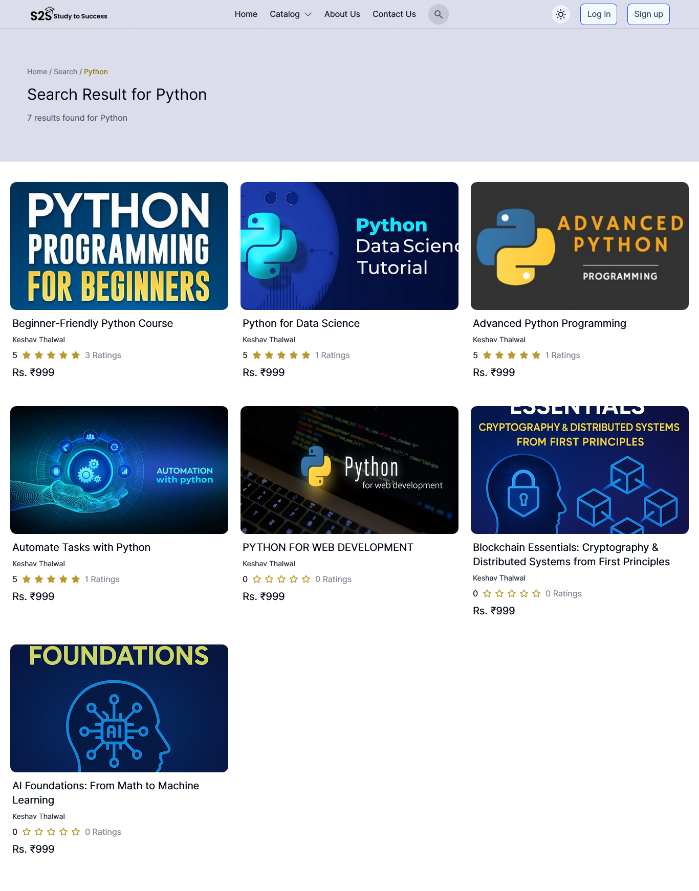 S2S Study to Success
Home Catalog About Us Contact Us
Log in Sign up
Home / Search / Python
Search Result for Python
7 results found for Python
PYTHON
PROGRAMMING
FOR BEGINNERS
Beginner-Friendly Python Course
Keshav Thalwal
5 3 Ratings
Rs. ₹999
Python
Data Scienc
Tutorial
Python for Data Science
Keshav Thalwal
5 1 Ratings
Rs. ₹999
ADVANCED
PYTHON
PROGRAMMING
Advanced Python Programming
Keshav Thalwal
5 1 Ratings
Rs. ₹999
AUTOMATION
with python
Automate Tasks with Python
Keshav Thalwal
5 1 Ratings
Rs. ₹999
Python
for web development
PYTHON FOR WEB DEVELOPMENT
Keshav Thalwal
0 0 Ratings
Rs. ₹999
ESSENTIALS
CRYPTOGRAPHY & DISTRIBUTED SYSTEMS
FROM FIRST PRINCIPLES
Blockchain Essentials: Cryptography &
Distributed Systems from First Principles
Keshav Thalwal
0 0 Ratings
Rs. ₹999
FOUNDATIONS
AI
AI Foundations: From Math to Machine
Learning
Keshav Thalwal
0 0 Ratings
Rs. ₹999